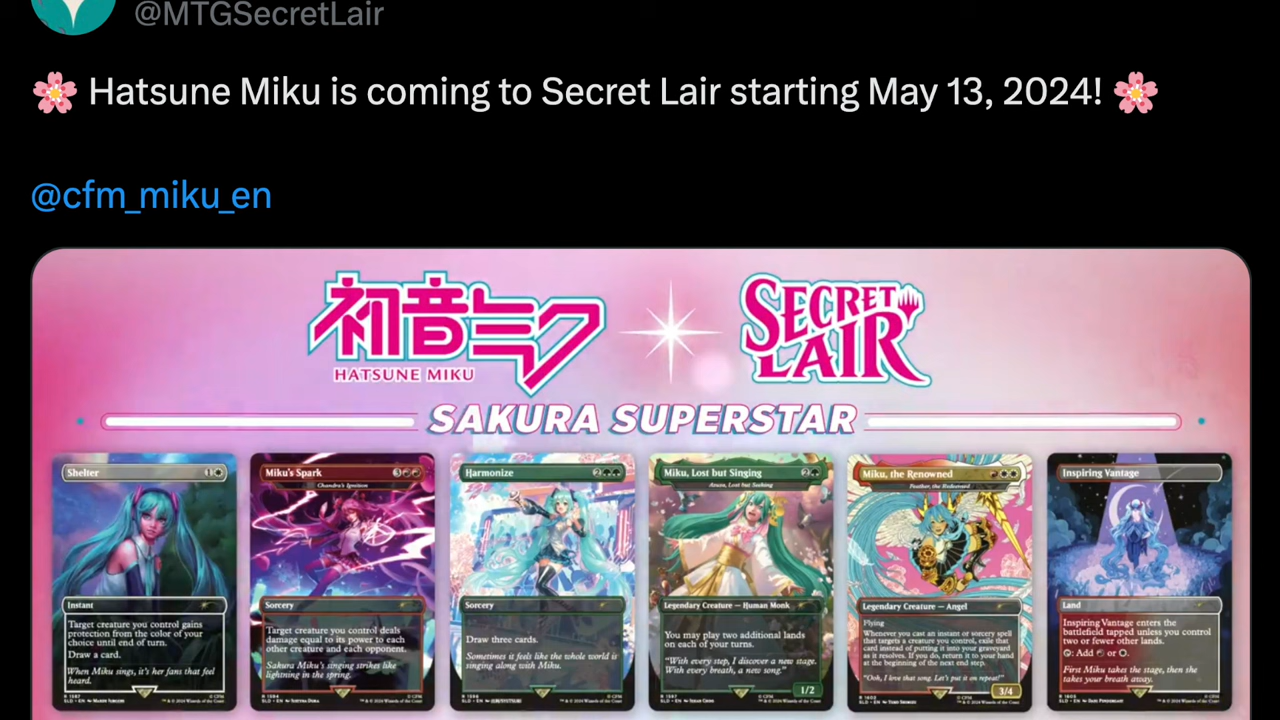 @MTGSecretLair
🌸 Hatsune Miku is coming to Secret Lair starting May 13, 2024! 🌸
@cfm_miku_en
初音ミク
HATSUNE MIKU
SECRET
LAIR
SAKURA SUPERSTAR
Shelter
Instant
Target creature you control gains
protection from the color of your
choice until end of turn.
Draw a card.
When Miku sings, it's her fans that feel
heard.
Miku's Spark
Chandra's Ignition
Sorcery
Target creature you control deals
damage equal to its power to each
other creature and each opponent.
Sakura Miku's singing strikes like
lightning in the spring.
Harmonize
Sorcery
Draw three cards.
Sometimes it feels like the whole world is
singing along with Miku.
Miku, Lost but Singing
Azusa, Lost but Seeking
Legendary Creature — Human Monk
You may play two additional lands
on each of your turns.
"With every step, I discover a new stage.
With every breath, a new song."
1/2
Miku, the Renowned
Feather, the Redeemed
Legendary Creature — Angel
Flying
Whenever you cast an instant or sorcery spell
that targets a creature you control, exile that
card instead of putting it into your graveyard
as it resolves. If you do, return it to your hand
at the beginning of the next end step.
"Ooh, I love that song. Let's put it on repeat!"
3/4
Inspiring Vantage
Land
Inspiring Vantage enters the
battlefield tapped unless you control
two or fewer other lands.
: Add or .
First Miku takes the stage, then she
takes your breath away.